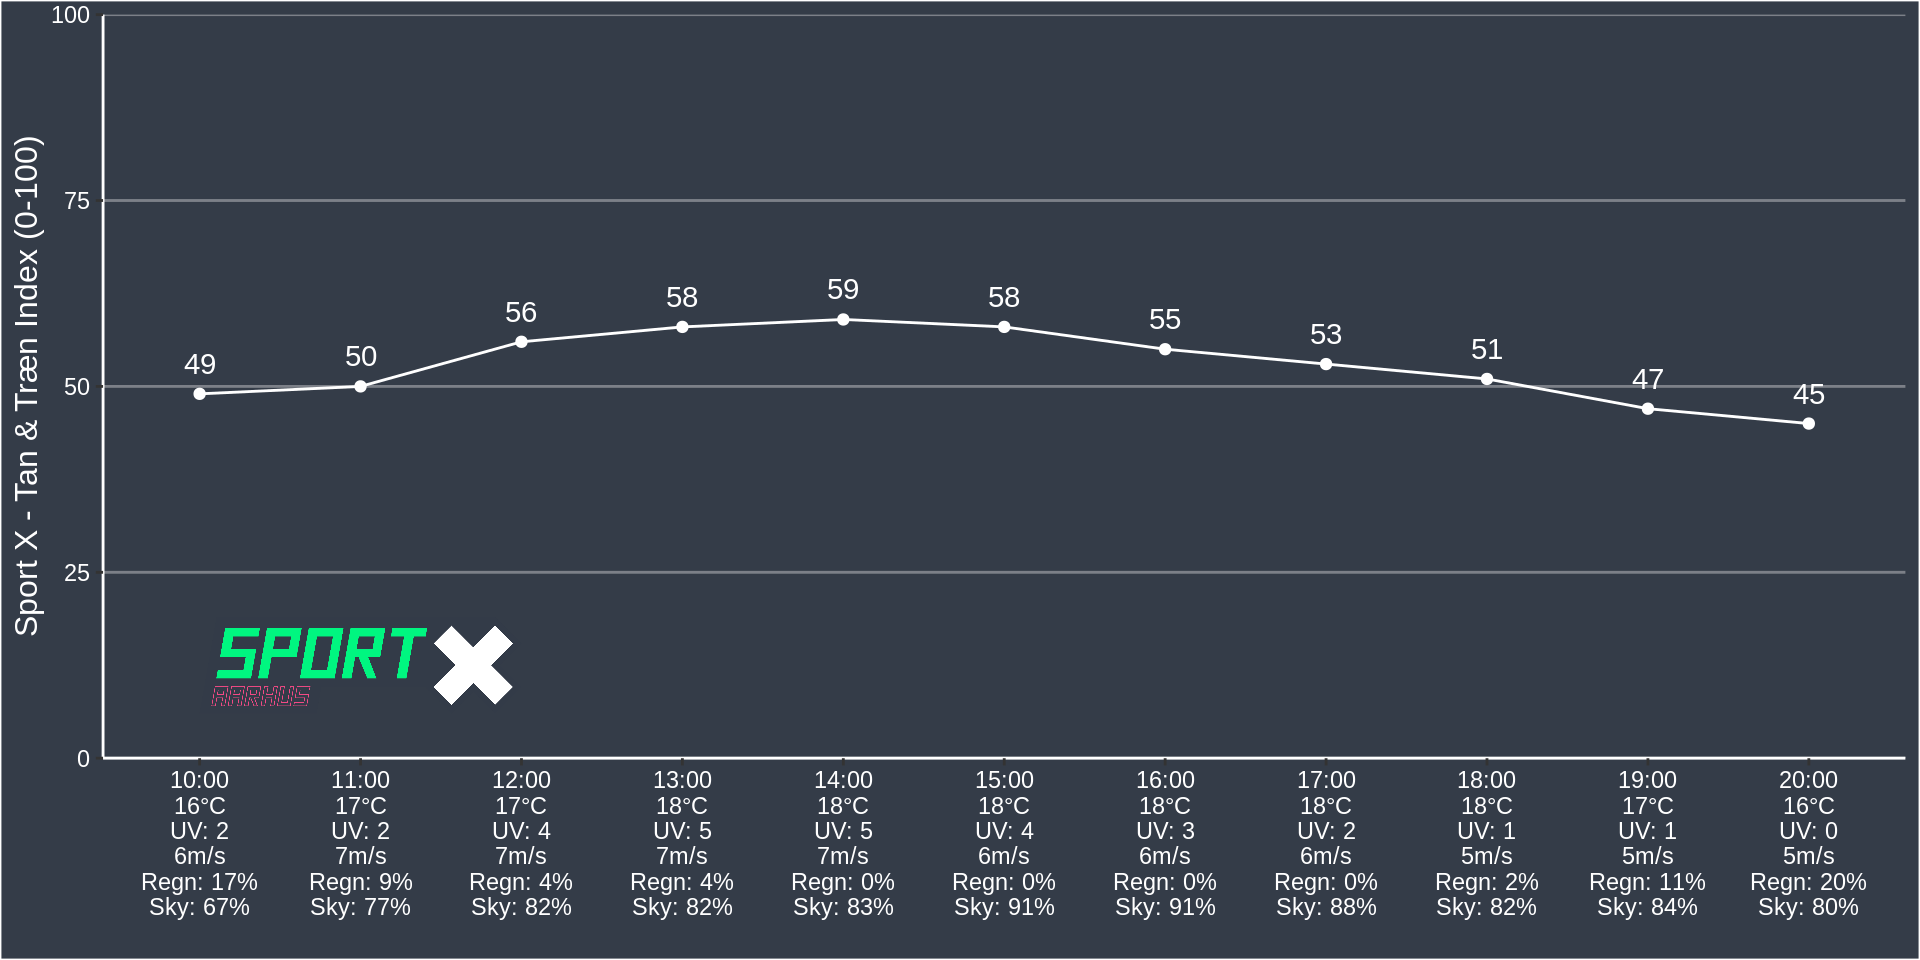 Sport X - Tan & Træn Index (0-100)
100
75
50
25
0
49 50 56 58 59 58 55 53 51 47 45
SPORT X
AARHUS
10:00 11:00 12:00 13:00 14:00 15:00 16:00 17:00 18:00 19:00 20:00
16°C 17°C 17°C 18°C 18°C 18°C 18°C 18°C 18°C 17°C 16°C
UV: 2 UV: 2 UV: 4 UV: 5 UV: 5 UV: 4 UV: 3 UV: 2 UV: 1 UV: 1 UV: 0
6m/s 7m/s 7m/s 7m/s 7m/s 6m/s 6m/s 6m/s 5m/s 5m/s 5m/s
Regn: 17% Regn: 9% Regn: 4% Regn: 4% Regn: 0% Regn: 0% Regn: 0% Regn: 0% Regn: 2% Regn: 11% Regn: 20%
Sky: 67% Sky: 77% Sky: 82% Sky: 82% Sky: 83% Sky: 91% Sky: 91% Sky: 88% Sky: 82% Sky: 84% Sky: 80%